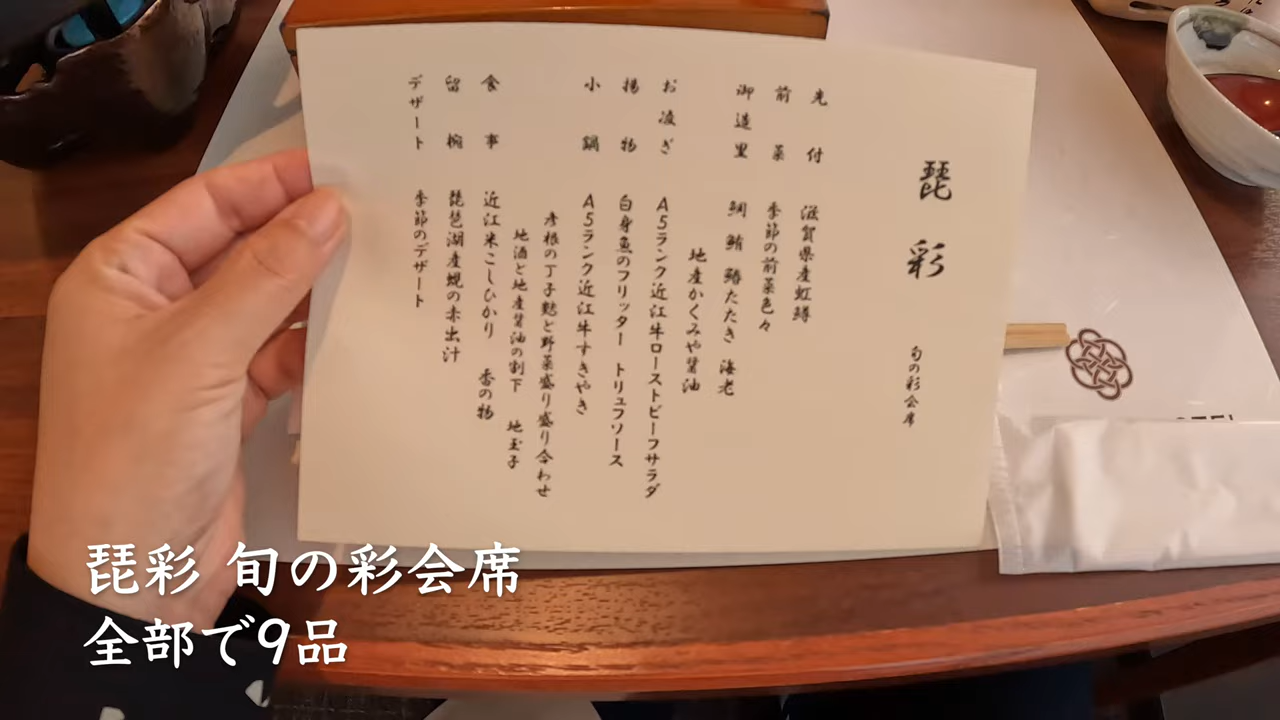 琵彩
旬の彩会席
先付 滋賀県産虹鱒
前菜 季節の前菜色々
御造里 鯛 鮪 鰆たたき 海老
地産かくみや醤油
お凌ぎ A5ランク近江牛ローストビーフサラダ
揚物 白身魚のフリッター トリュフソース
小鍋 A5ランク近江牛すきやき
彦根の丁子麩と野菜盛り盛り合わせ
地酒と地産醤油の割下 地玉子
食事 近江米こしひかり 香の物
留椀 琵琶湖産蜆の赤出汁
デザート 季節のデザート
琵彩 旬の彩会席
全部で9品